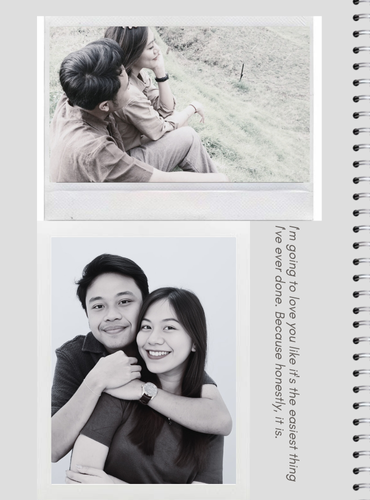 I'm going to love you like it's the easiest thing
I've ever done. Because honestly, it is.